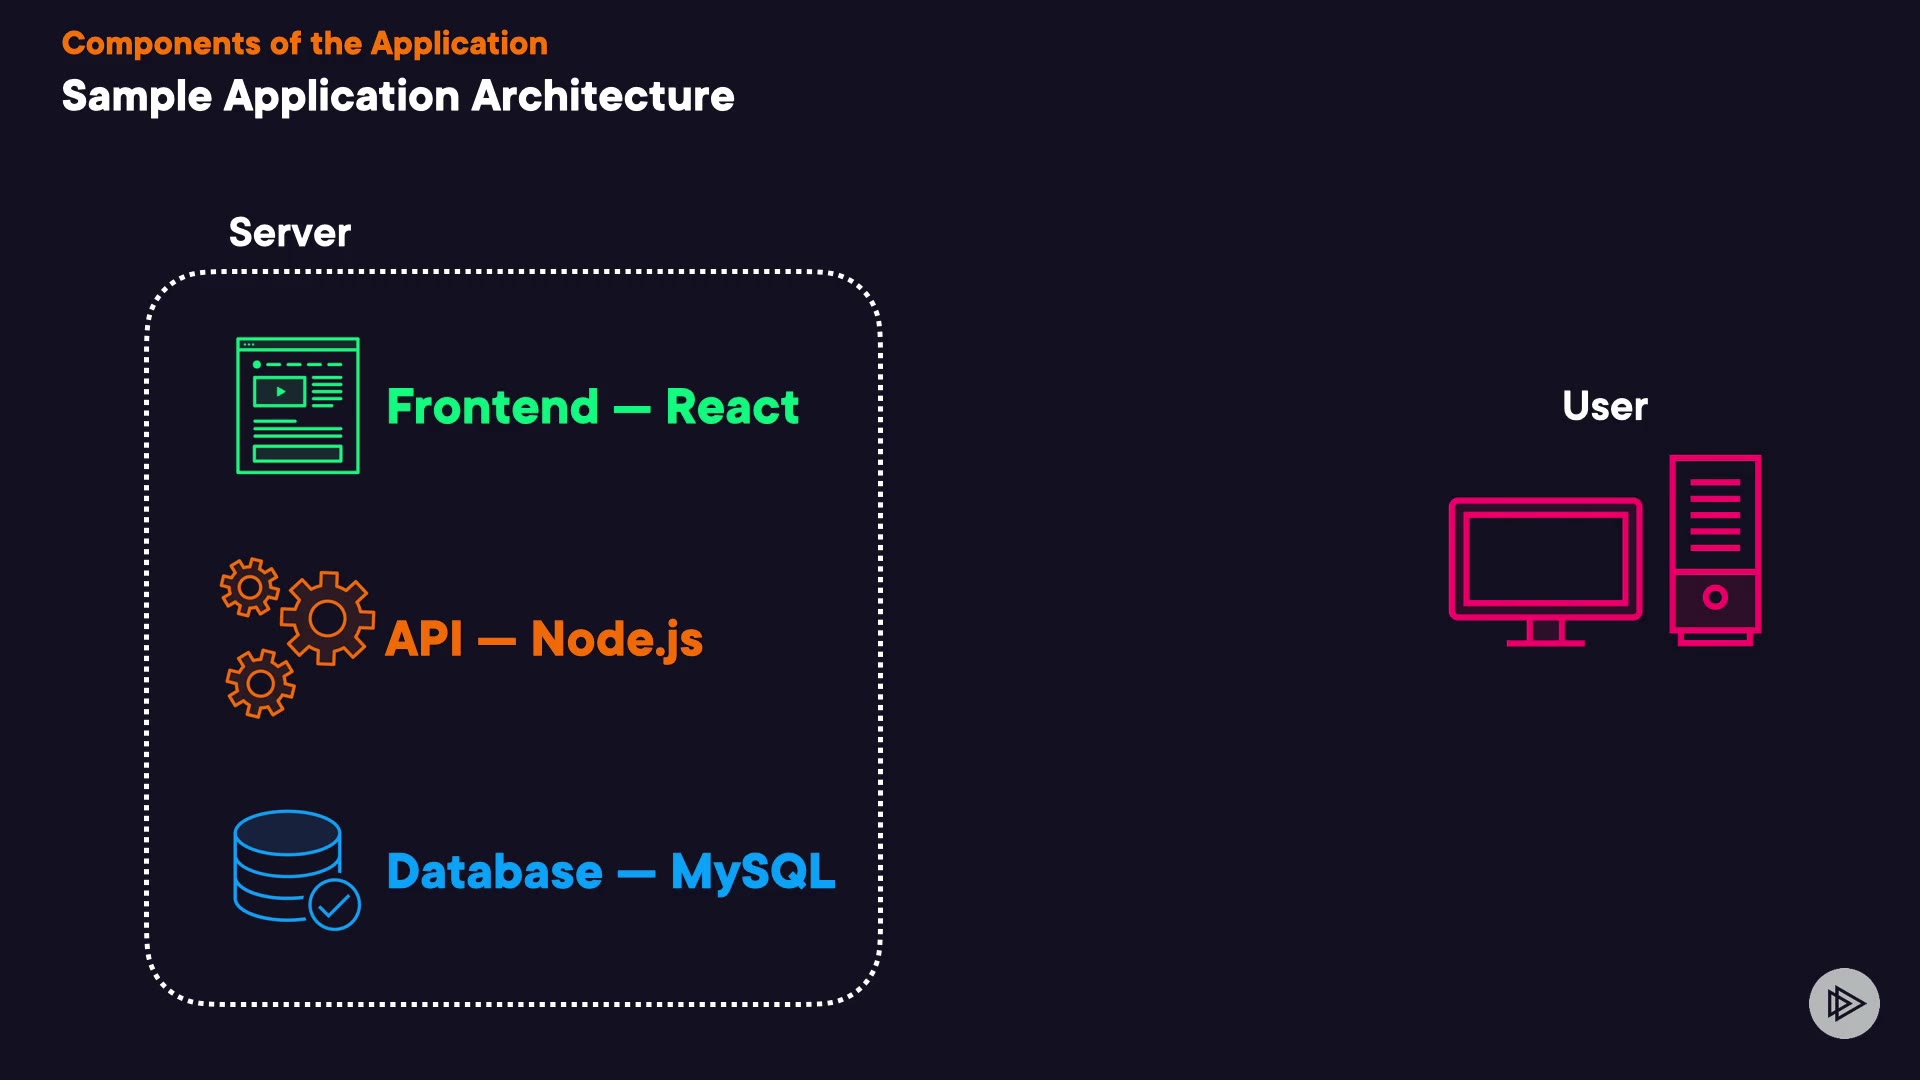 Components of the Application
Sample Application Architecture
Server
Frontend — React
API — Node.js
Database — MySQL
User